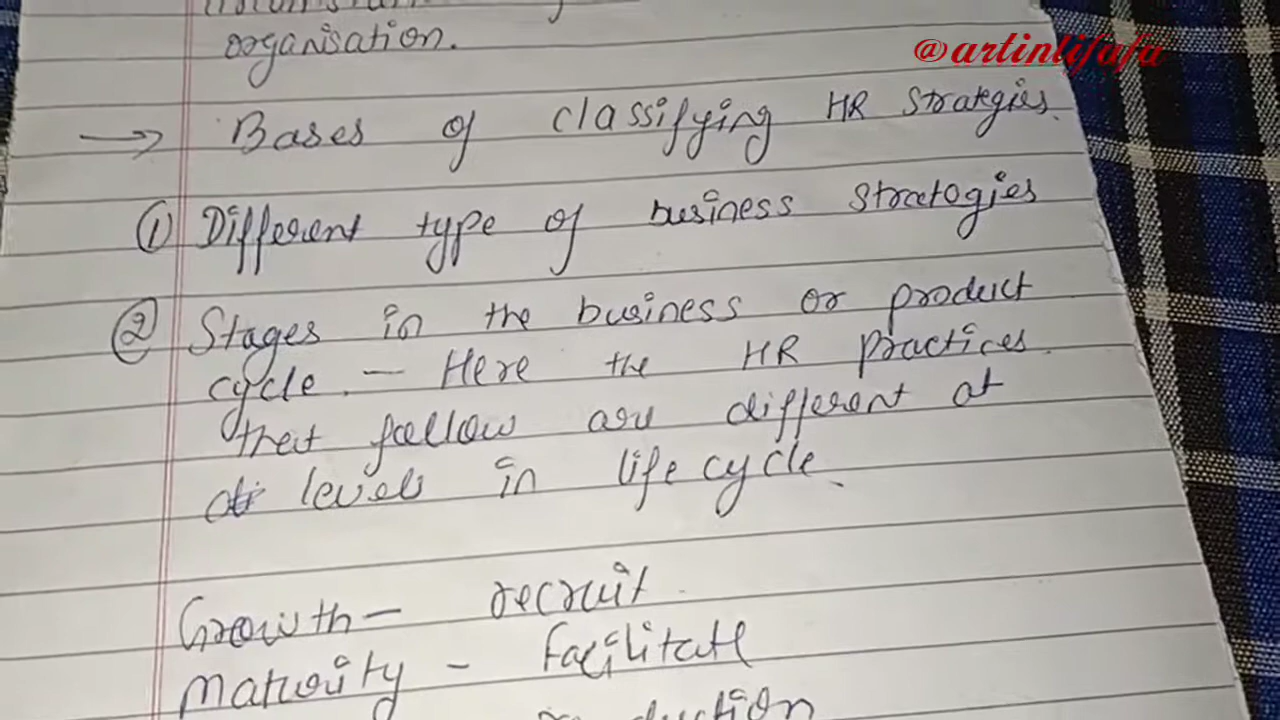 organisation.
@artinlifafa
→ Bases of classifying HR Strategies.
① Different type of business strategies
② Stages in the business or product
cycle. — Here the HR practices
that follow are different at
levels in life cycle.
Growth — recruit
Maturity — Facilitate